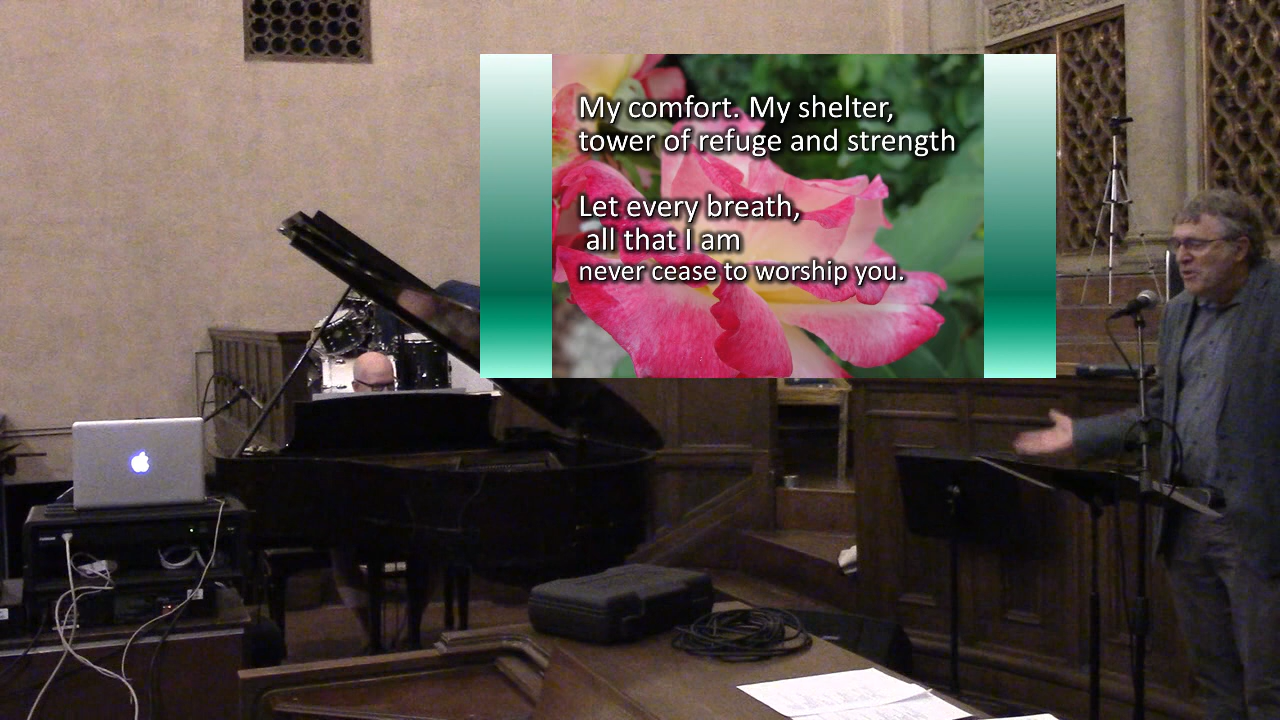 My comfort. My shelter,
tower of refuge and strength
Let every breath,
all that I am
never cease to worship you.